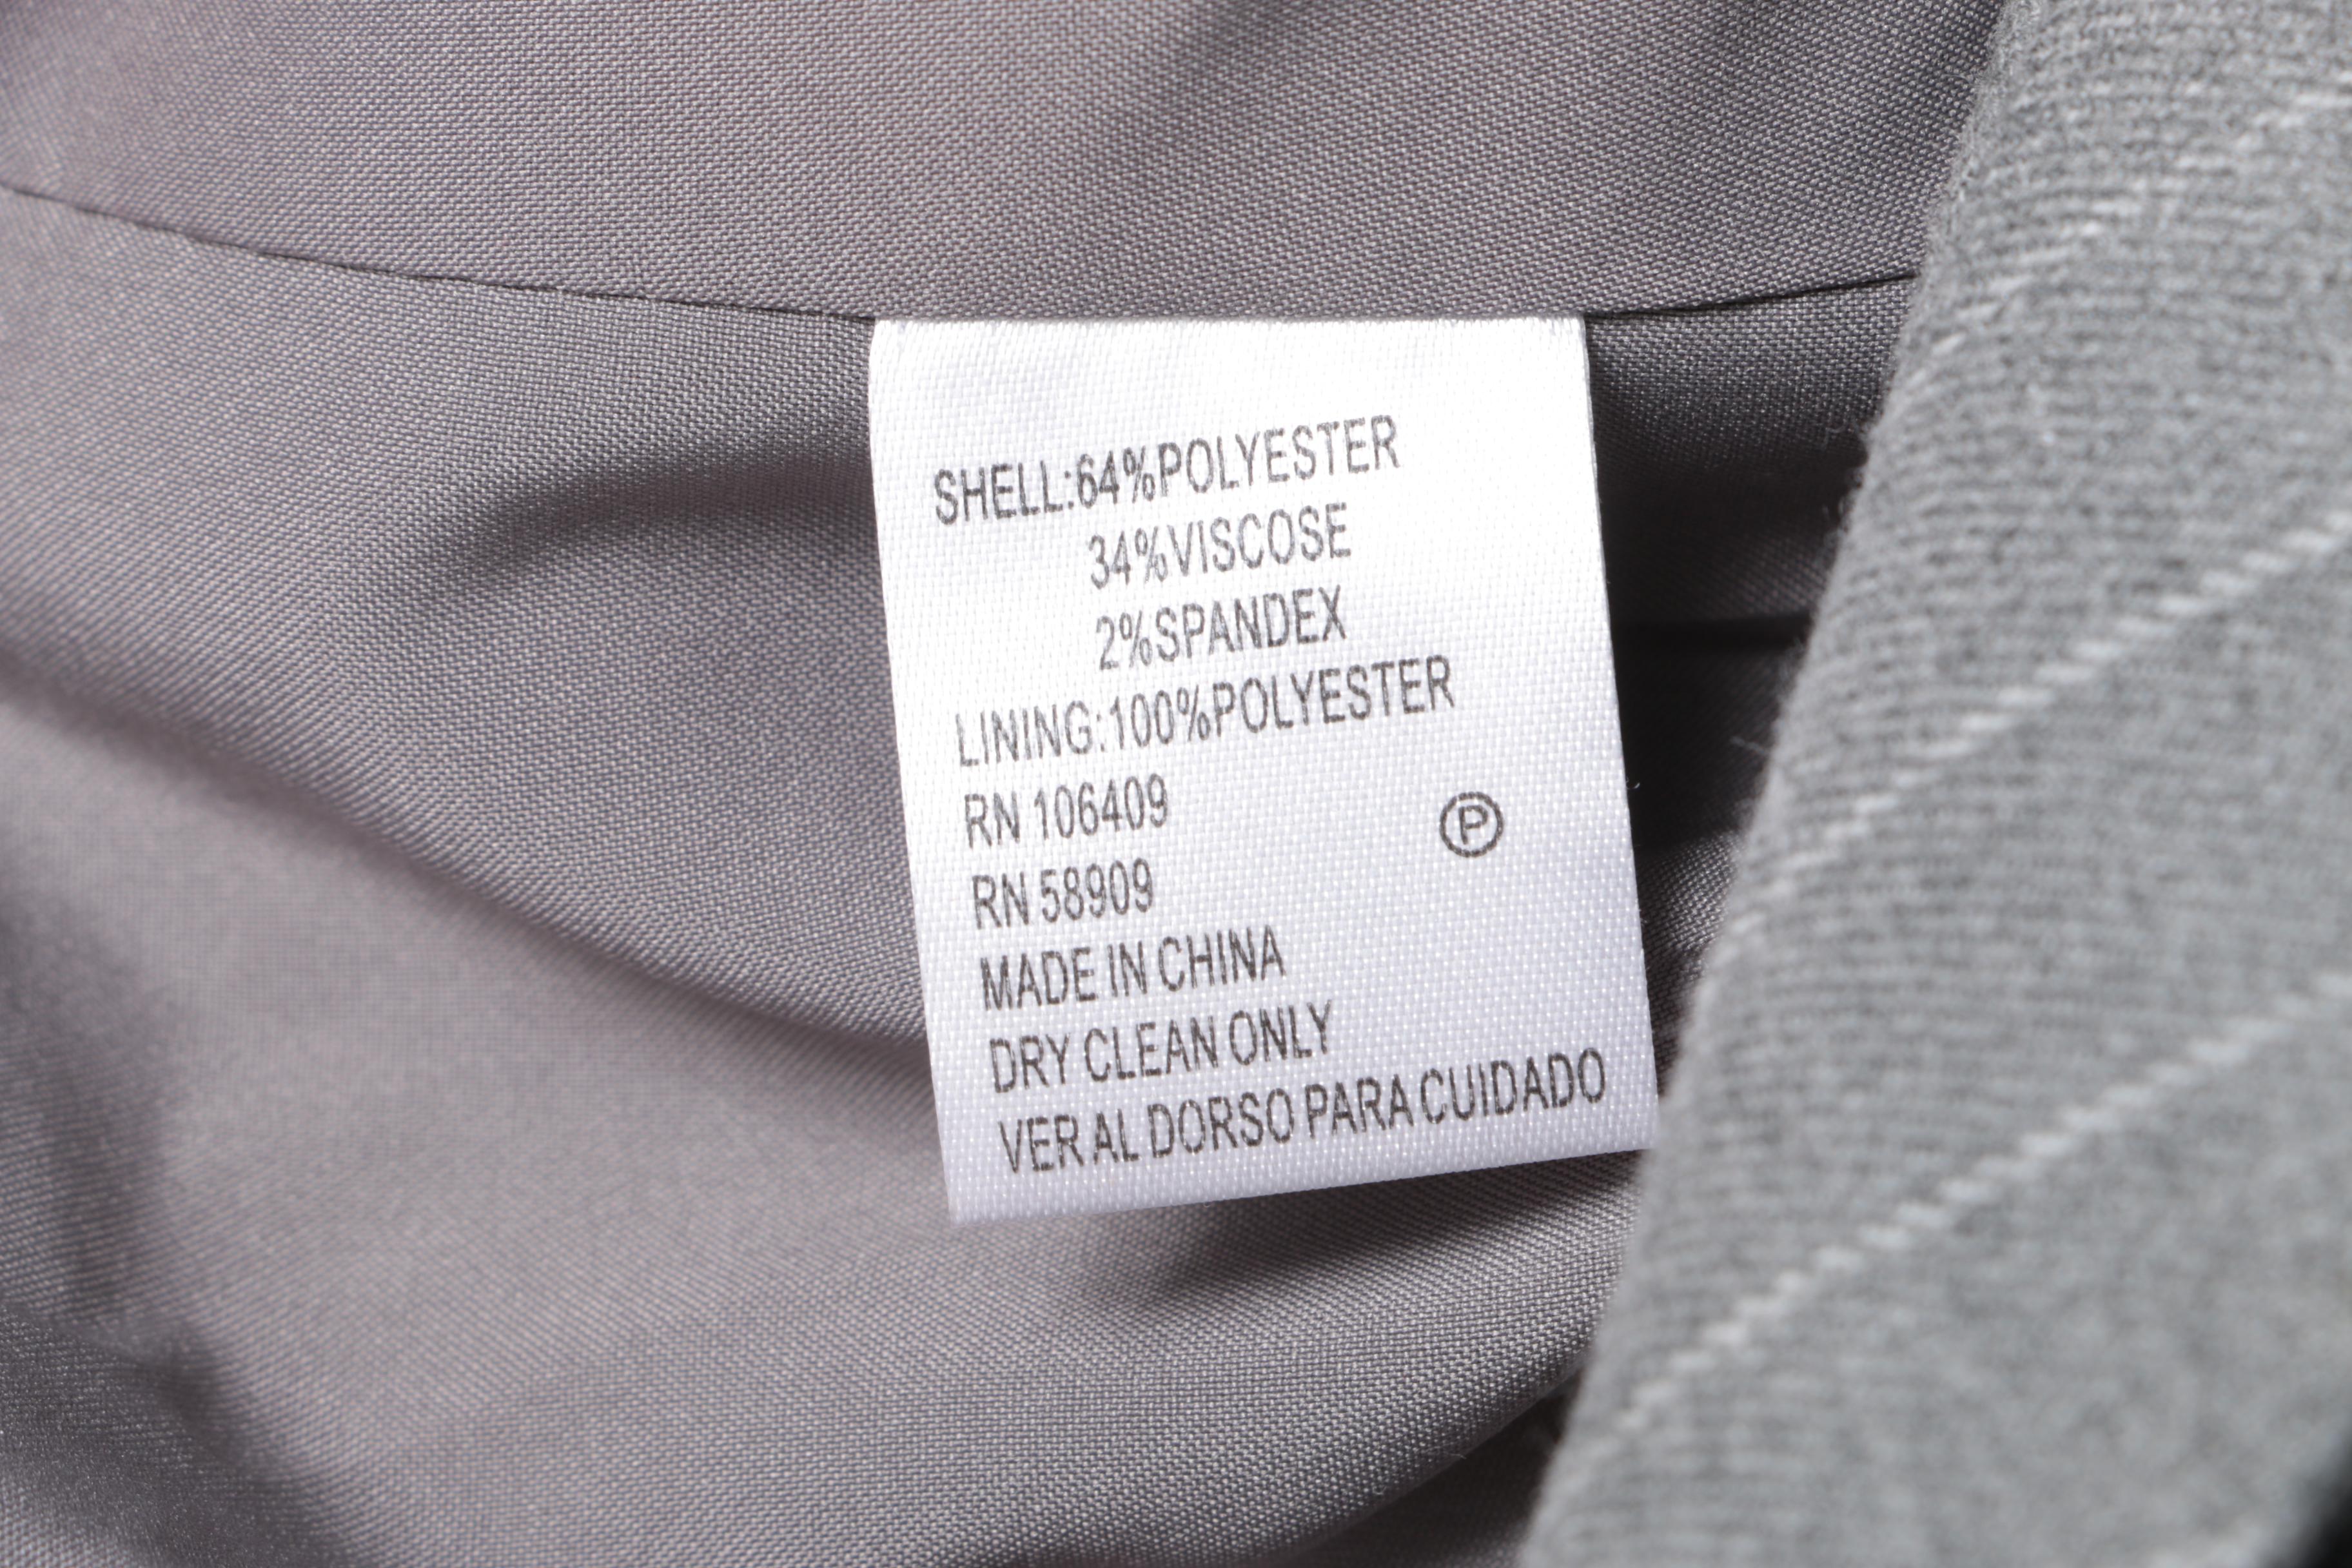 SHELL:64%POLYESTER
34%VISCOSE
2%SPANDEX
LINING:100%POLYESTER
RN 106409
P
RN 58909
MADE IN CHINA
DRY CLEAN ONLY
VER AL DORSO PARA CUIDADO